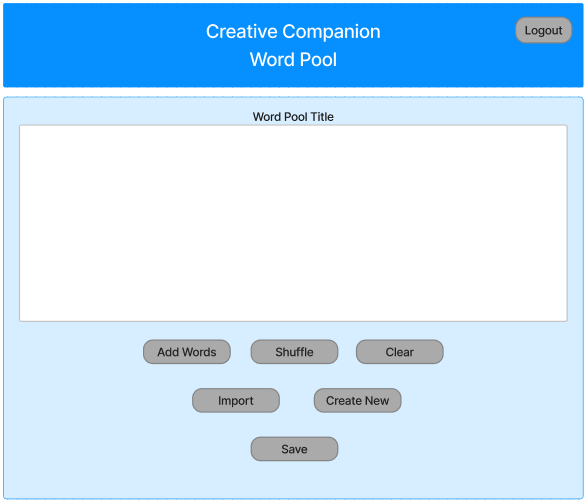 Creative Companion
Word Pool
Logout
Word Pool Title
Add Words
Shuffle
Clear
Import
Create New
Save